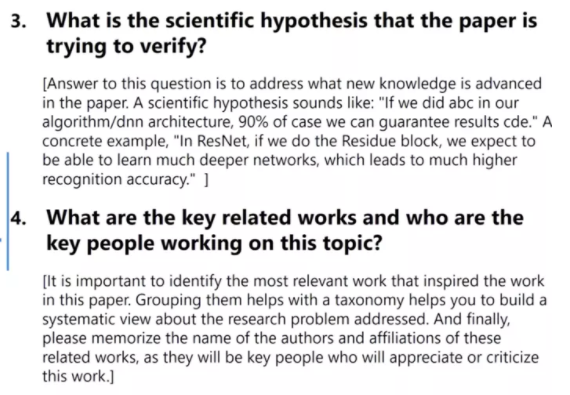 3. What is the scientific hypothesis that the paper is
trying to verify?
[Answer to this question is to address what new knowledge is advanced
in the paper. A scientific hypothesis sounds like: "If we did abc in our
algorithm/dnn architecture, 90% of case we can guarantee results cde." A
concrete example, "In ResNet, if we do the Residue block, we expect to
be able to learn much deeper networks, which leads to much higher
recognition accuracy." ]
4. What are the key related works and who are the
key people working on this topic?
[It is important to identify the most relevant work that inspired the work
in this paper. Grouping them helps with a taxonomy helps you to build a
systematic view about the research problem addressed. And finally,
please memorize the name of the authors and affiliations of these
related works, as they will be key people who will appreciate or criticize
this work.]